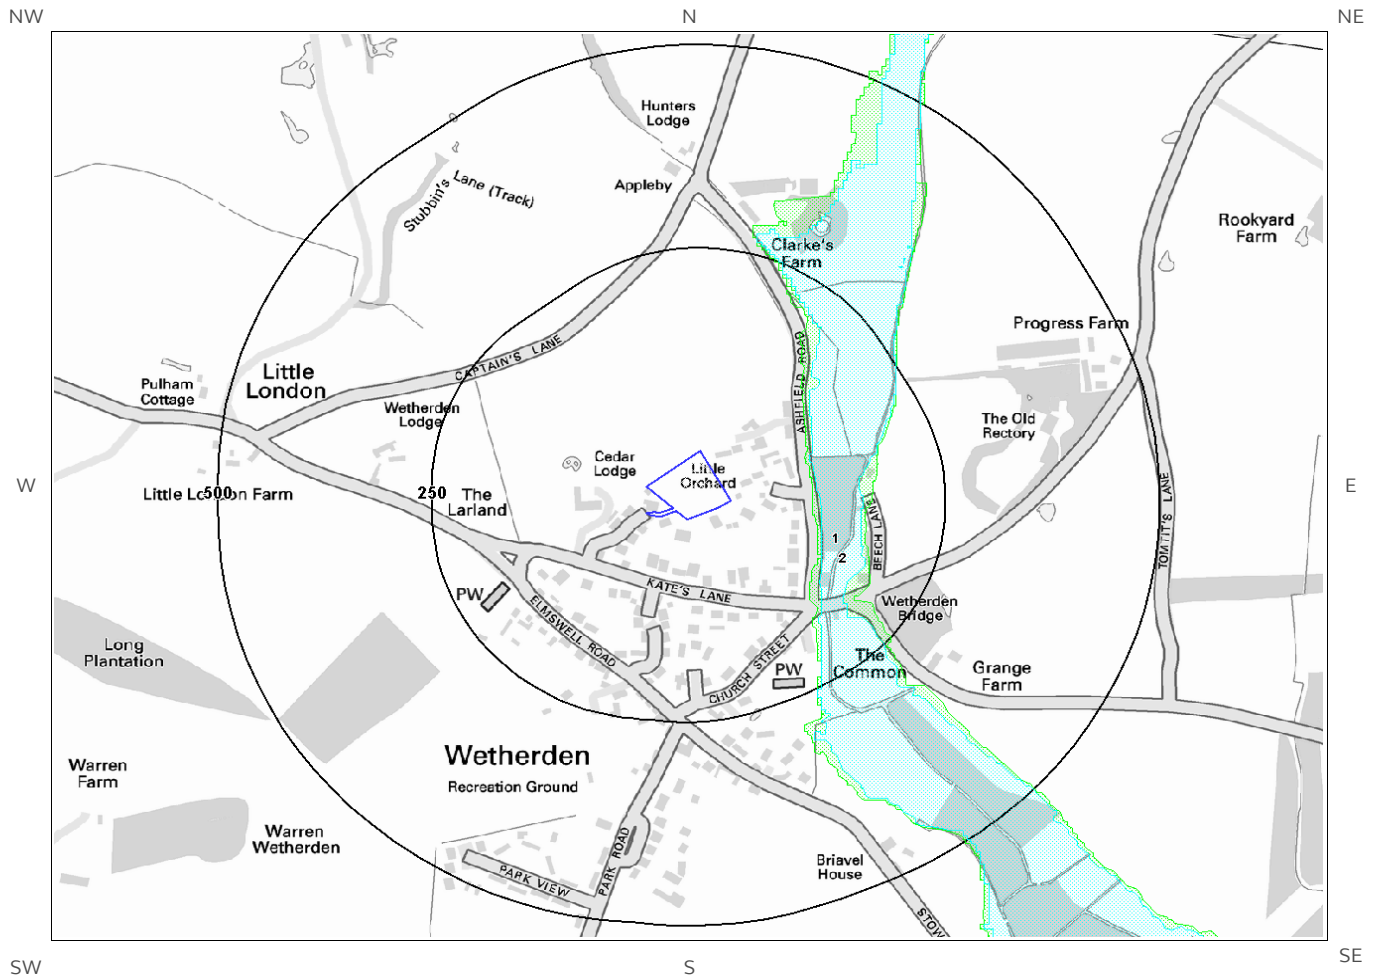 NW
N
NE
Hunters
Lodge
Appleby
Stubbin's
Lane (Track)
Clarke's
Farm
Rookyard
Farm
Progress Farm
Pulham
Cottage
Little
London
CAPTAIN'S LANE
Wetherden
Lodge
ASHFIELD ROAD
The Old
Rectory
Cedar
Lodge
Little
Orchard
W
E
500
250
The
Larland
BEECH LANE
TOMTIT'S LANE
1
2
KATE'S LANE
PW
ELMSWELL ROAD
Wetherden
Bridge
CHURCH STREET
PW
The
Common
Grange
Farm
Long
Plantation
Wetherden
Recreation Ground
Warren
Farm
Warren
Wetherden
PARK ROAD
PARK VIEW
Briavel
House
STOW
SW
S
SE